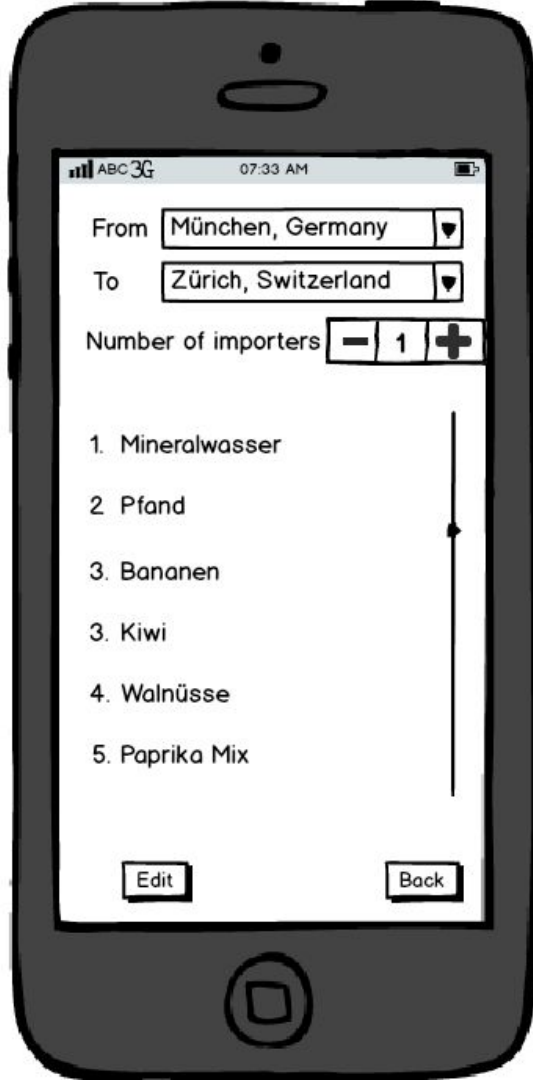 ABC 3G 07:33 AM
From München, Germany
To Zürich, Switzerland
Number of importers 1
1. Mineralwasser
2 Pfand
3. Bananen
3. Kiwi
4. Walnüsse
5. Paprika Mix
Edit Back